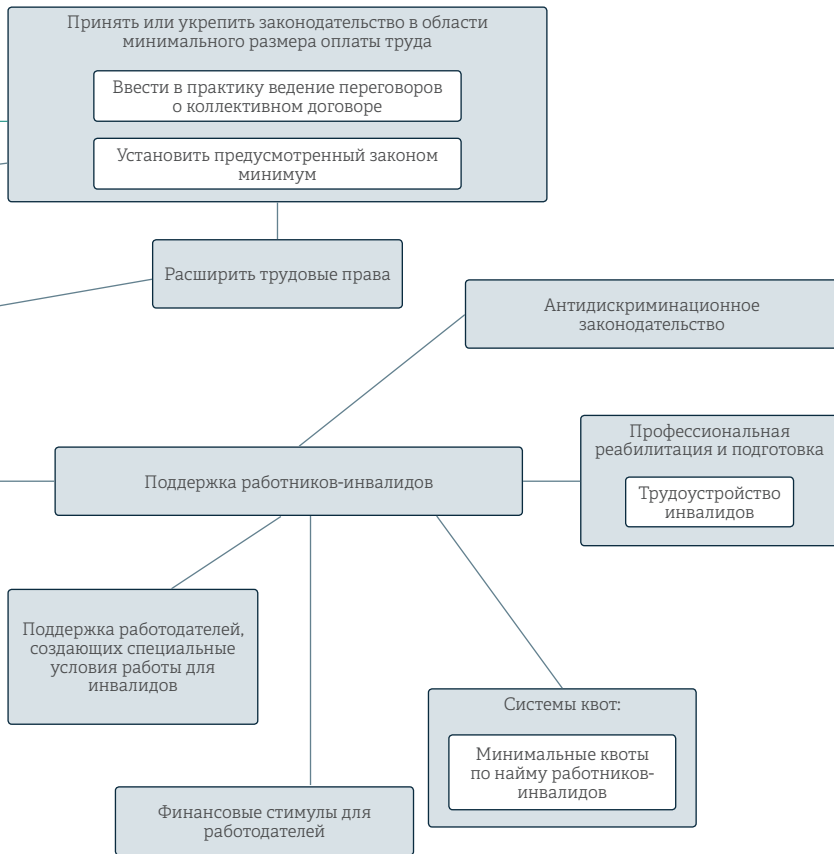 Принять или укрепить законодательство в области
минимального размера оплаты труда
Ввести в практику ведение переговоров
о коллективном договоре
Установить предусмотренный законом
минимум
Расширить трудовые права
Антидискриминационное
законодательство
Поддержка работников-инвалидов
Профессиональная
реабилитация и подготовка
Трудоустройство
инвалидов
Поддержка работодателей,
создающих специальные
условия работы для
инвалидов
Системы квот:
Минимальные квоты
по найму работников-
инвалидов
Финансовые стимулы для
работодателей